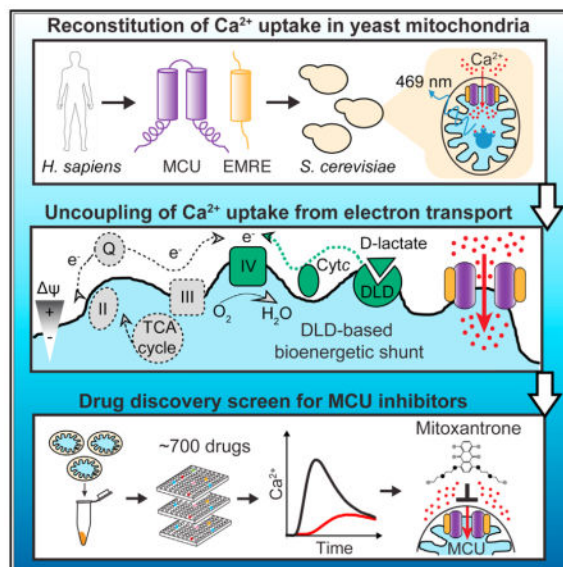 Reconstitution of Ca²⁺ uptake in yeast mitochondria
Ca²⁺
469 nm
H. sapiens
MCU
EMRE
S. cerevisiae
Uncoupling of Ca²⁺ uptake from electron transport
e⁻
Q
e⁻
e⁻
D-lactate
IV
Cytc
DLD
Δψ
+
-
II
III
O₂
H₂O
TCA
cycle
DLD-based
bioenergetic shunt
Drug discovery screen for MCU inhibitors
~700 drugs
Ca²⁺
Time
Mitoxantrone
MCU